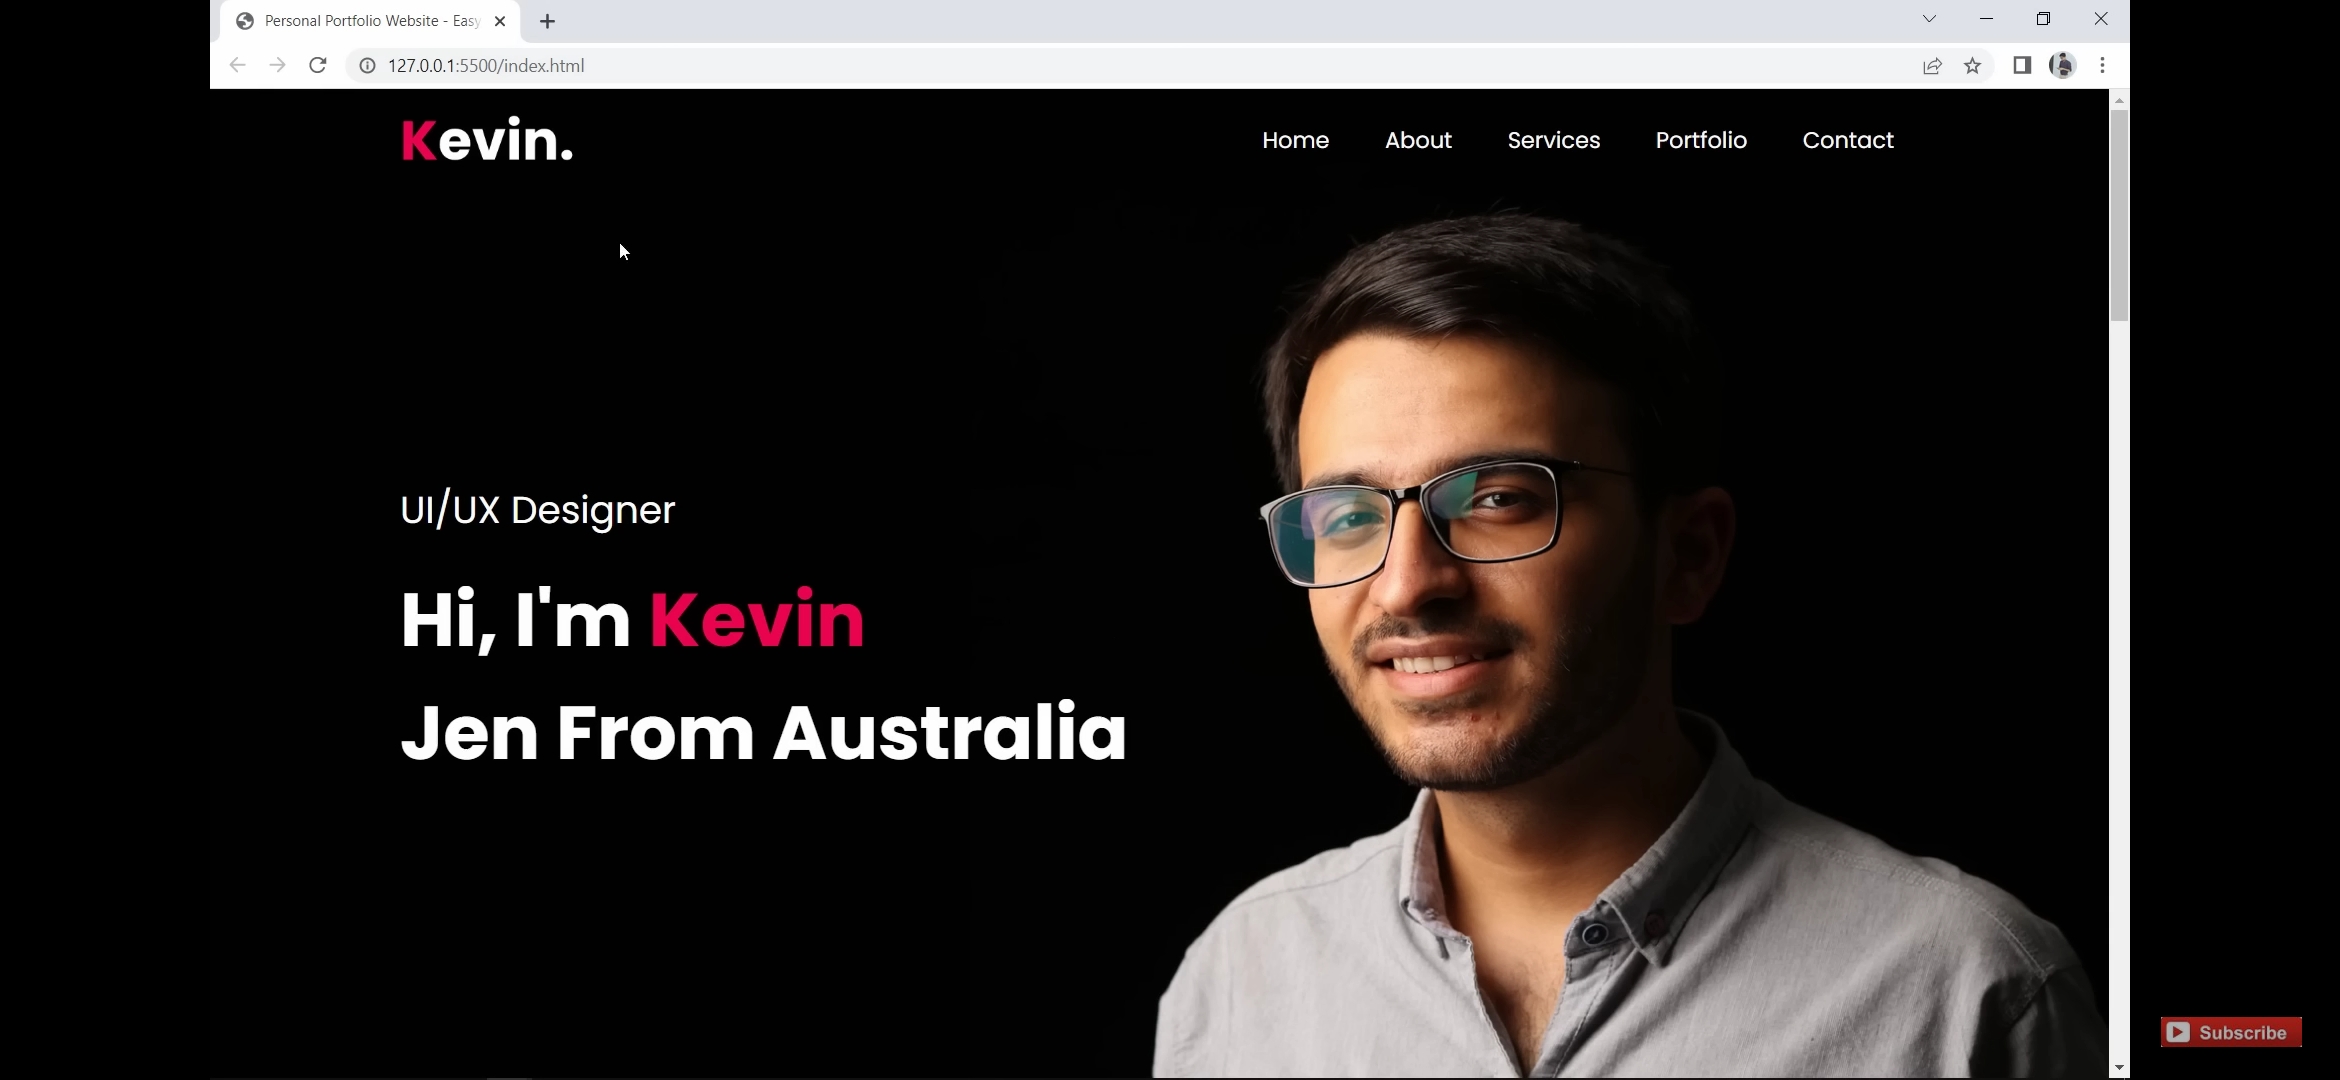 Personal Portfolio Website - Easy
127.0.0.1:5500/index.html
Kevin.
Home About Services Portfolio Contact
UI/UX Designer
Hi, I'm Kevin
Jen From Australia
Subscribe